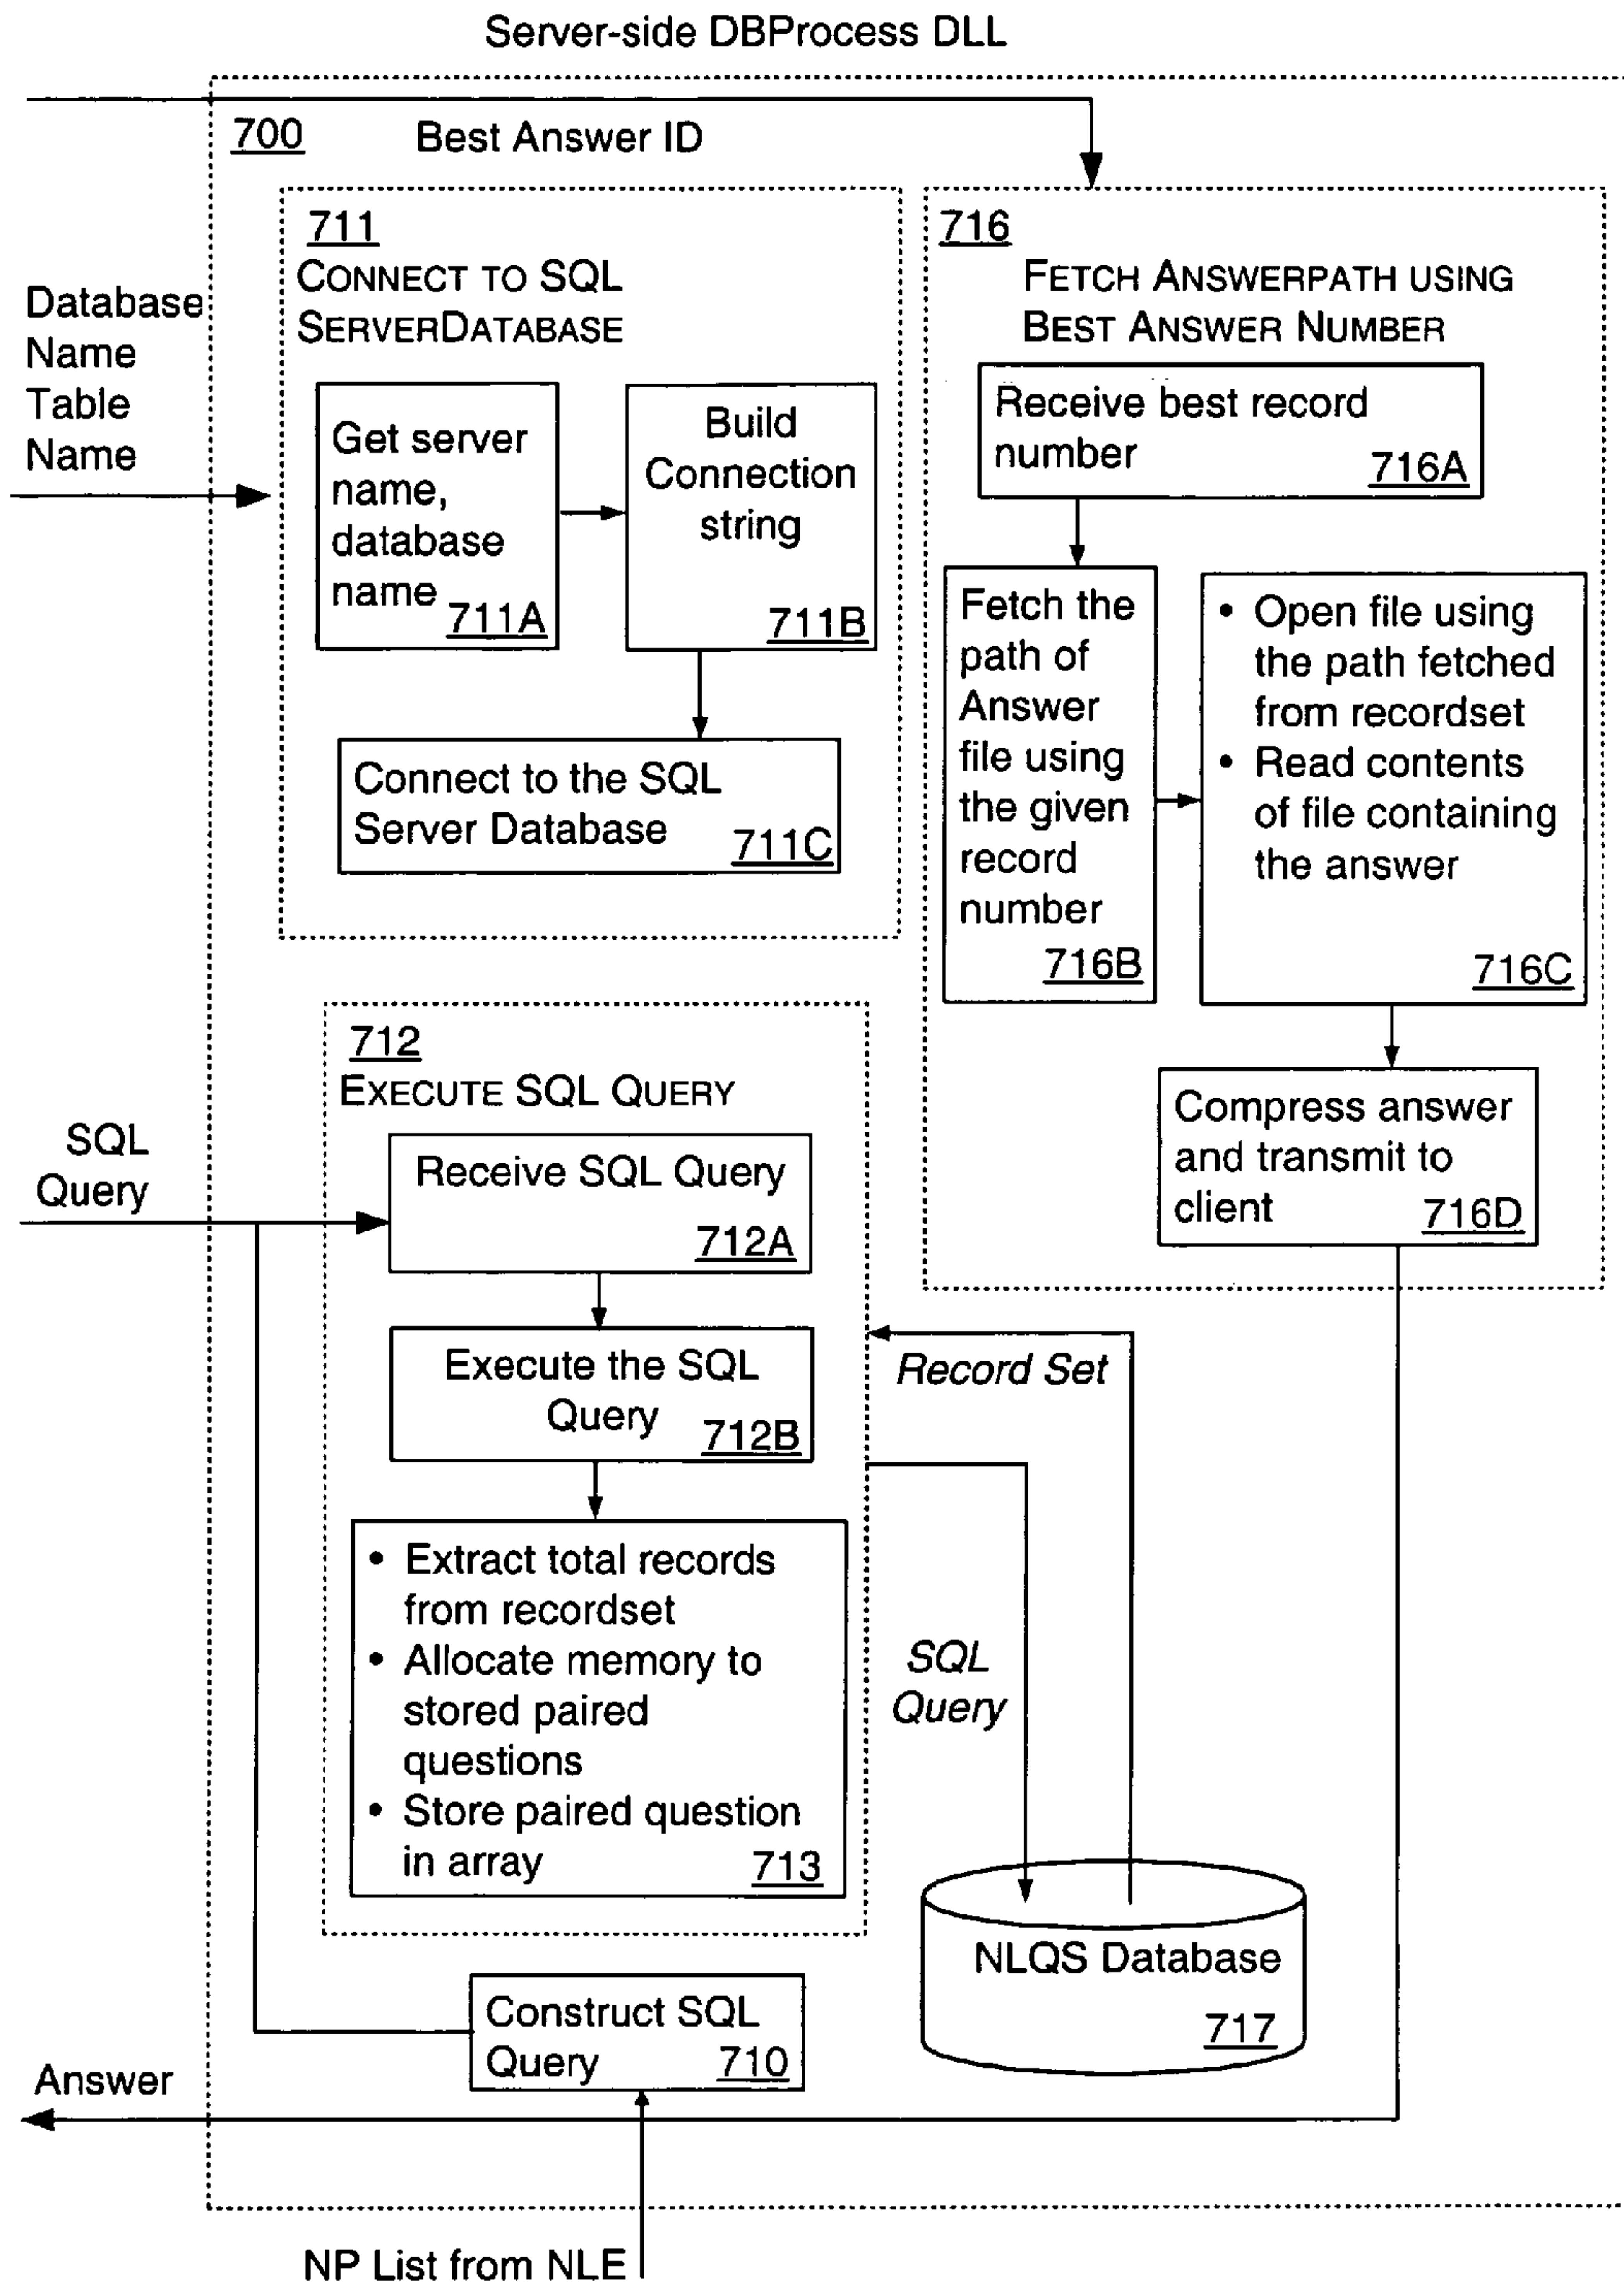 Server-side DBProcess DLL
700
Best Answer ID
Database
Name
Table
Name
711
CONNECT TO SQL
SERVERDATABASE
Get server
name,
database
name
711A
Build
Connection
string
711B
Connect to the SQL
Server Database
711C
716
FETCH ANSWERPATH USING
BEST ANSWER NUMBER
Receive best record
number
716A
Fetch the
path of
Answer
file using
the given
record
number
716B
• Open file using
the path fetched
from recordset
• Read contents
of file containing
the answer
716C
Compress answer
and transmit to
client
716D
SQL
Query
712
EXECUTE SQL QUERY
Receive SQL Query
712A
Execute the SQL
Query
712B
• Extract total records
from recordset
• Allocate memory to
stored paired
questions
• Store paired question
in array
713
Record Set
SQL
Query
NLQS Database
717
Construct SQL
Query
710
Answer
NP List from NLE